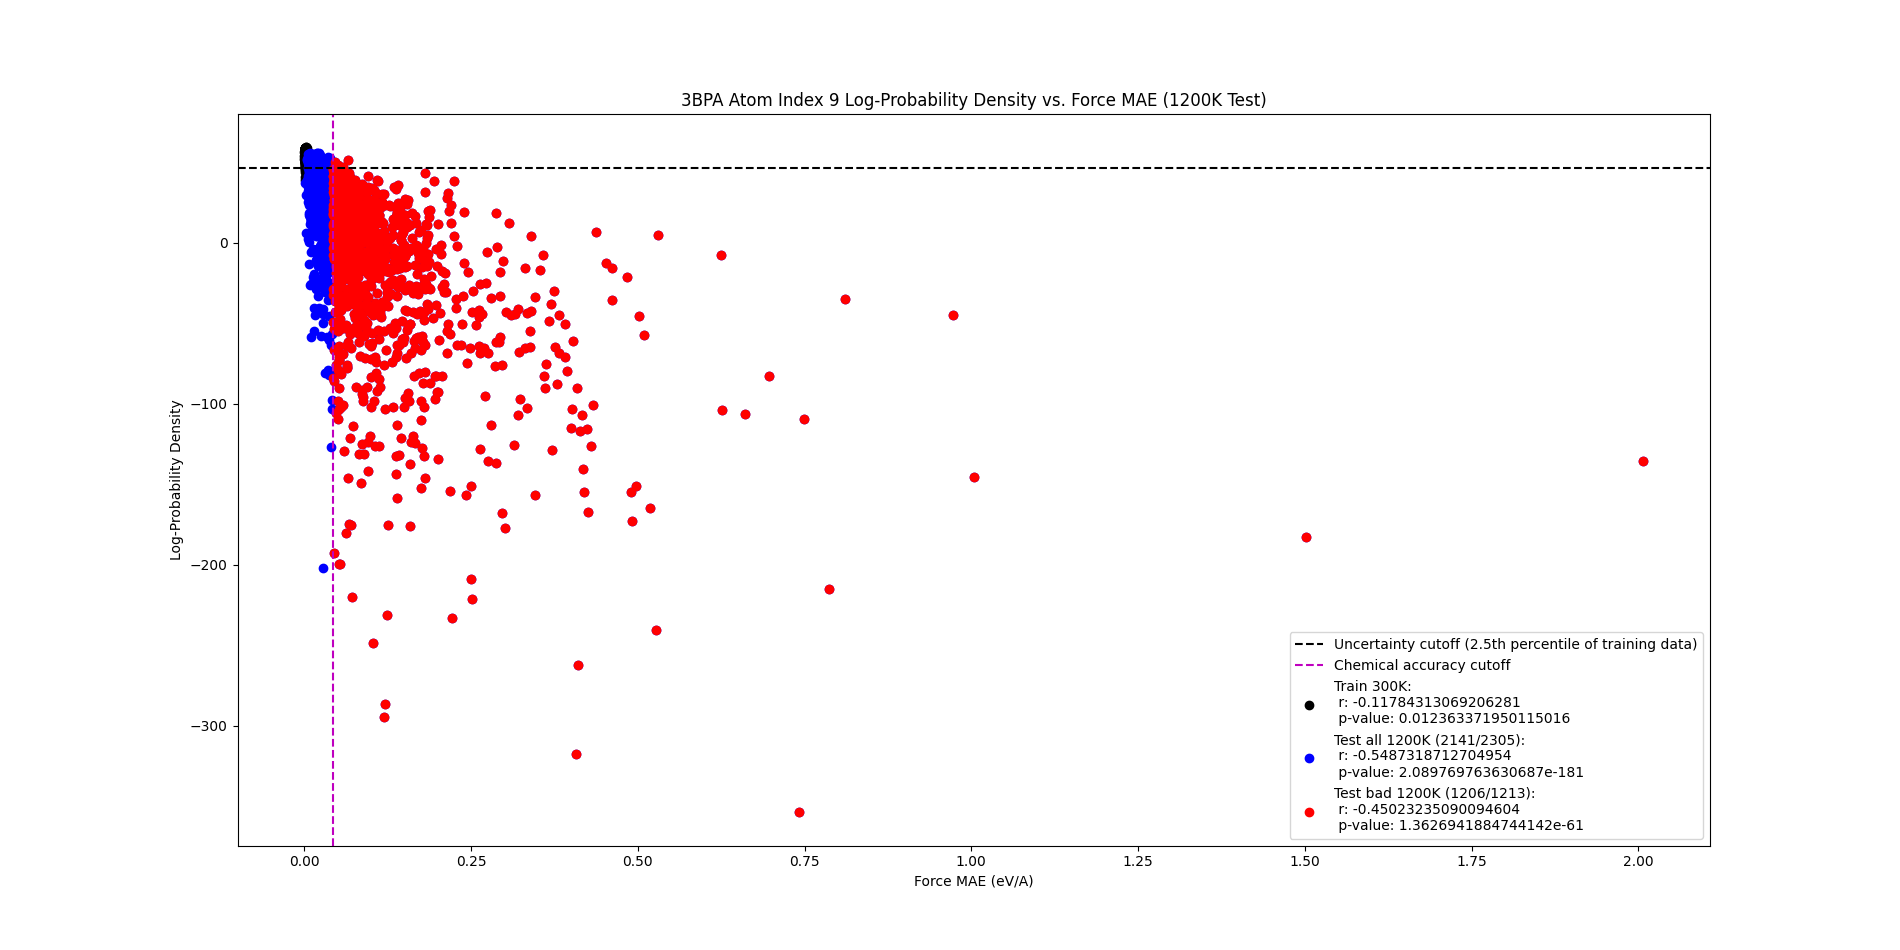 3BPA Atom Index 9 Log-Probability Density vs. Force MAE (1200K Test)
Log-Probability Density
0
−100
−200
−300
0.00 0.25 0.50 0.75 1.00 1.25 1.50 1.75 2.00
Force MAE (eV/A)
Uncertainty cutoff (2.5th percentile of training data)
Chemical accuracy cutoff
Train 300K:
r: -0.11784313069206281
p-value: 0.012363371950115016
Test all 1200K (2141/2305):
r: -0.5487318712704954
p-value: 2.089769763630687e-181
Test bad 1200K (1206/1213):
r: -0.45023235090094604
p-value: 1.3626941884744142e-61